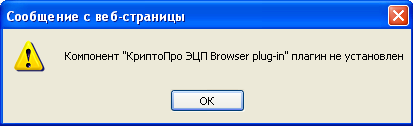 Сообщение с веб-страницы
Компонент "КриптоПро ЭЦП Browser plug-in" плагин не установлен
OK